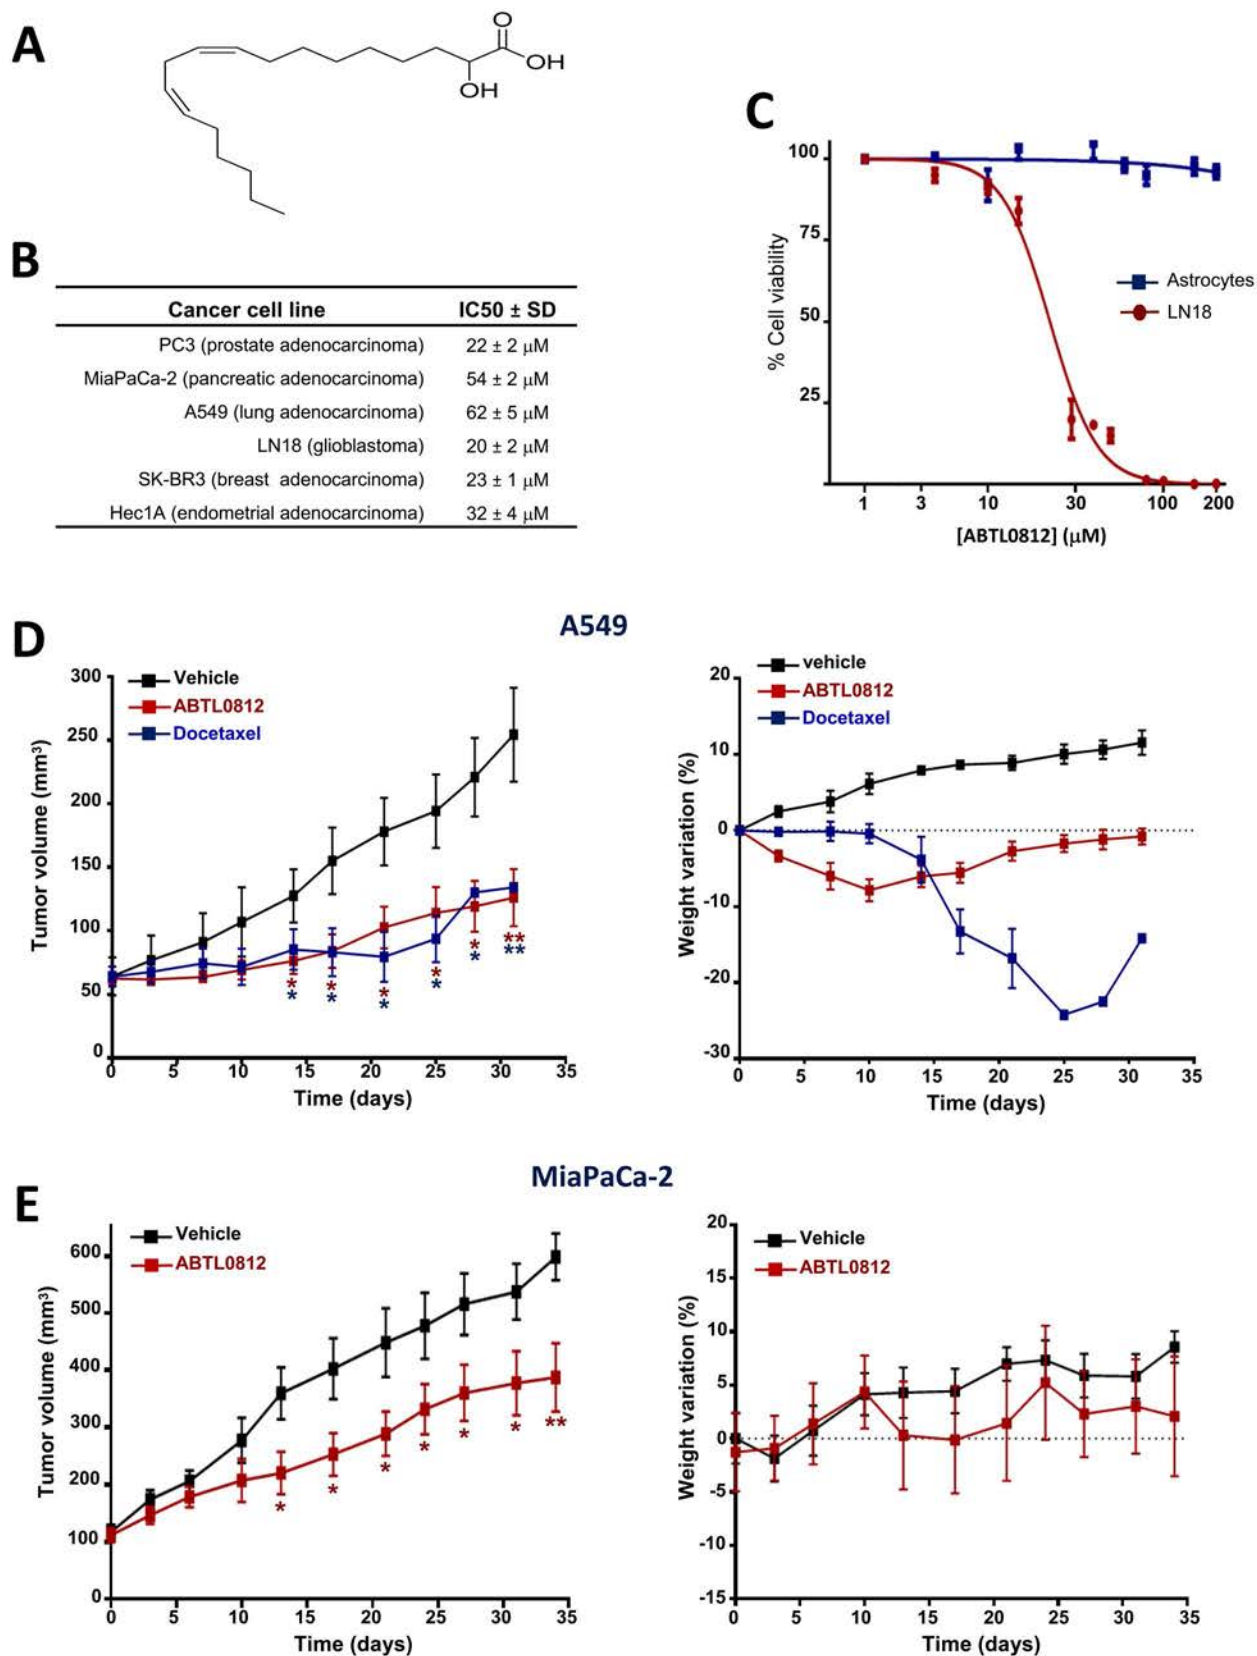 A
O
OH
OH
B
Cancer cell line IC50 ± SD
PC3 (prostate adenocarcinoma) 22 ± 2 µM
MiaPaCa-2 (pancreatic adenocarcinoma) 54 ± 2 µM
A549 (lung adenocarcinoma) 62 ± 5 µM
LN18 (glioblastoma) 20 ± 2 µM
SK-BR3 (breast adenocarcinoma) 23 ± 1 µM
Hec1A (endometrial adenocarcinoma) 32 ± 4 µM
C
100
75
50
25
% Cell viability
Astrocytes
LN18
1 3 10 30 100 200
[ABTL0812] (µM)
D
A549
Vehicle
ABTL0812
Docetaxel
300
250
200
150
100
50
0
Tumor volume (mm³)
* * * * * **
* * * * * **
0 5 10 15 20 25 30 35
Time (days)
vehicle
ABTL0812
Docetaxel
20
10
0
-10
-20
-30
Weight variation (%)
0 5 10 15 20 25 30 35
Time (days)
E
MiaPaCa-2
Vehicle
ABTL0812
600
500
400
300
200
100
0
Tumor volume (mm³)
* * * * * * **
0 5 10 15 20 25 30 35
Time (days)
Vehicle
ABTL0812
20
15
10
5
0
-5
-10
-15
Weight variation (%)
0 5 10 15 20 25 30 35
Time (days)